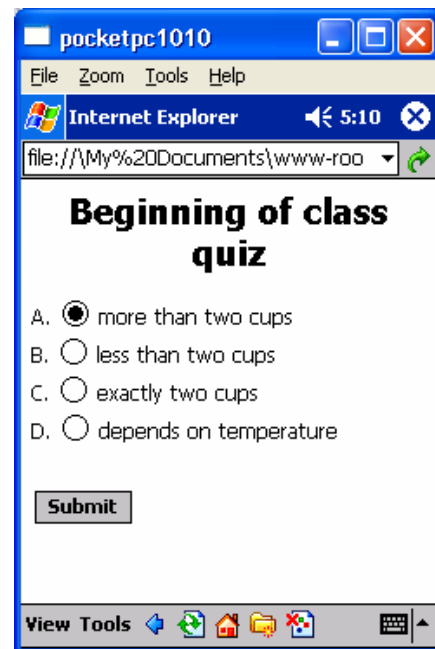 pocketpc1010
File Zoom Tools Help
Internet Explorer 5:10
file://\My%20Documents\www-roo
Beginning of class
quiz
A. more than two cups
B. less than two cups
C. exactly two cups
D. depends on temperature
Submit
View Tools